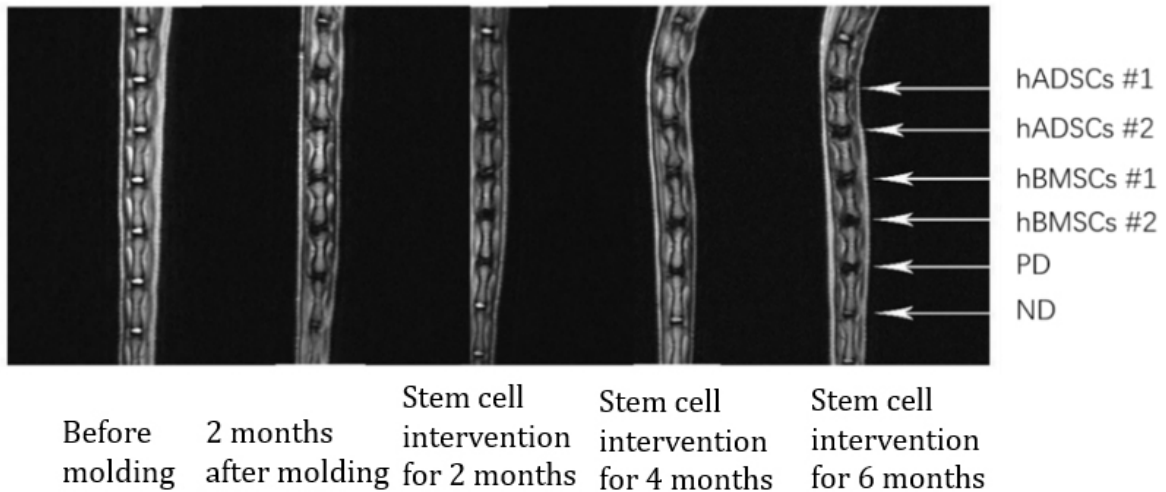 hADSCs #1
hADSCs #2
hBMSCs #1
hBMSCs #2
PD
ND
Before
molding
2 months
after molding
Stem cell
intervention
for 2 months
Stem cell
intervention
for 4 months
Stem cell
intervention
for 6 months